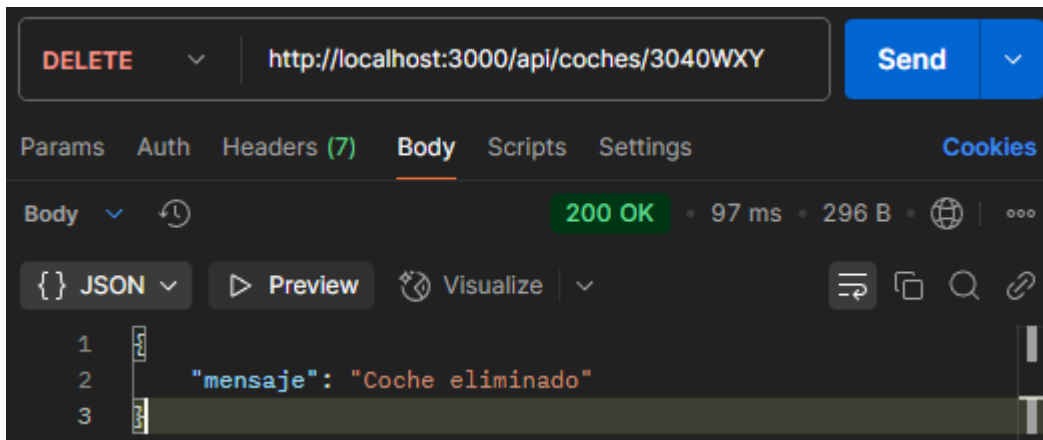 DELETE http://localhost:3000/api/coches/3040WXY Send
Params Auth Headers (7) Body Scripts Settings Cookies
Body 200 OK • 97 ms • 296 B •
{} JSON Preview Visualize
1 {
2 "mensaje": "Coche eliminado"
3 }